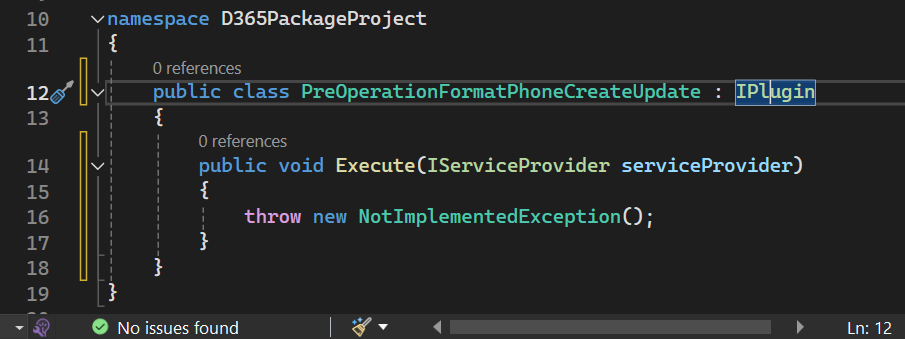 10 namespace D365PackageProject
11 {
0 references
12 public class PreOperationFormatPhoneCreateUpdate : IPlugin
13 {
0 references
14 public void Execute(IServiceProvider serviceProvider)
15 {
16 throw new NotImplementedException();
17 }
18 }
19 }
No issues found Ln: 12